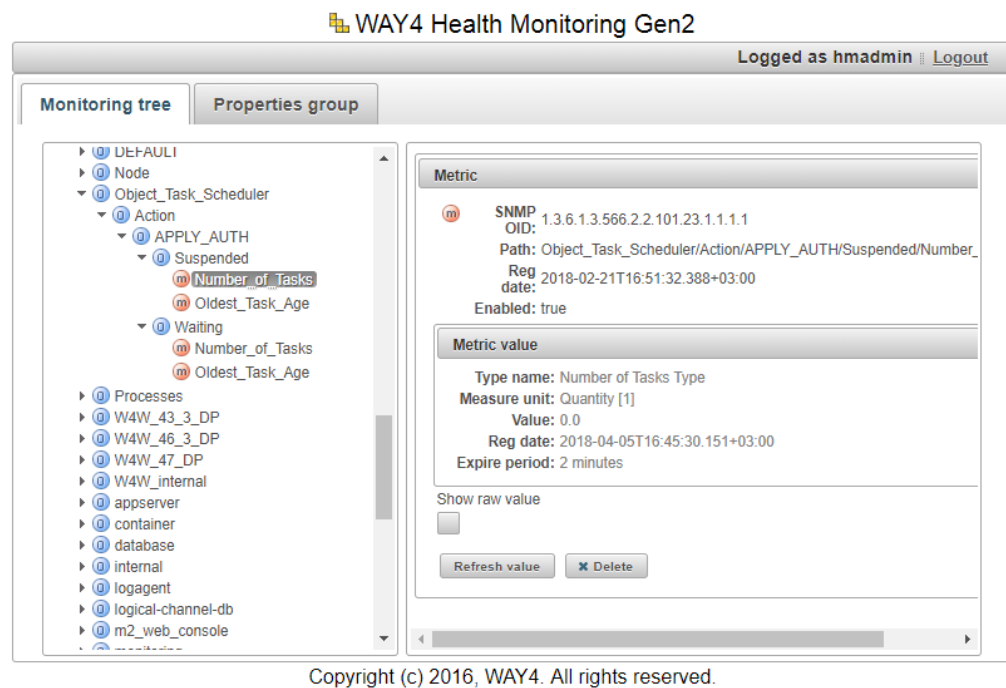 WAY4 Health Monitoring Gen2
Logged as hmadmin Logout
Monitoring tree Properties group
DEFAULT
Node
Object_Task_Scheduler
Action
APPLY_AUTH
Suspended
Number_of_Tasks
Oldest_Task_Age
Waiting
Number_of_Tasks
Oldest_Task_Age
Processes
W4W_43_3_DP
W4W_46_3_DP
W4W_47_DP
W4W_internal
appserver
container
database
internal
logagent
logical-channel-db
m2_web_console
monitoring
Metric
SNMP OID: 1.3.6.1.3.566.2.2.101.23.1.1.1.1
Path: Object_Task_Scheduler/Action/APPLY_AUTH/Suspended/Number_
Reg date: 2018-02-21T16:51:32.388+03:00
Enabled: true
Metric value
Type name: Number of Tasks Type
Measure unit: Quantity [1]
Value: 0.0
Reg date: 2018-04-05T16:45:30.151+03:00
Expire period: 2 minutes
Show raw value
Refresh value Delete
Copyright (c) 2016, WAY4. All rights reserved.